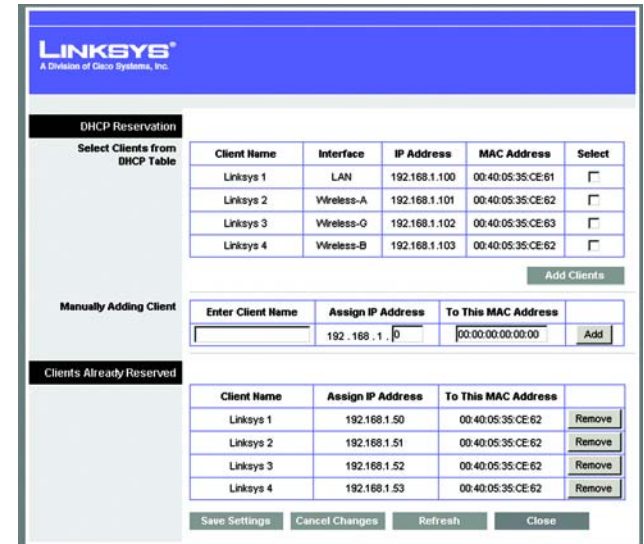 LINKSYS®
A Division of Cisco Systems, Inc.
DHCP Reservation
Select Clients from DHCP Table
Client Name Interface IP Address MAC Address Select
Linksys 1 LAN 192.168.1.100 00:40:05:35:CE:61
Linksys 2 Wireless-A 192.168.1.101 00:40:05:35:CE:62
Linksys 3 Wireless-G 192.168.1.102 00:40:05:35:CE:63
Linksys 4 Wireless-B 192.168.1.103 00:40:05:35:CE:62
Add Clients
Manually Adding Client
Enter Client Name Assign IP Address To This MAC Address
192 . 168 . 1 . 0 00:00:00:00:00:00 Add
Clients Already Reserved
Client Name Assign IP Address To This MAC Address
Linksys 1 192.168.1.50 00:40:05:35:CE:62 Remove
Linksys 2 192.168.1.51 00:40:05:35:CE:62 Remove
Linksys 3 192.168.1.52 00:40:05:35:CE:62 Remove
Linksys 4 192.168.1.53 00:40:05:35:CE:62 Remove
Save Settings Cancel Changes Refresh Close